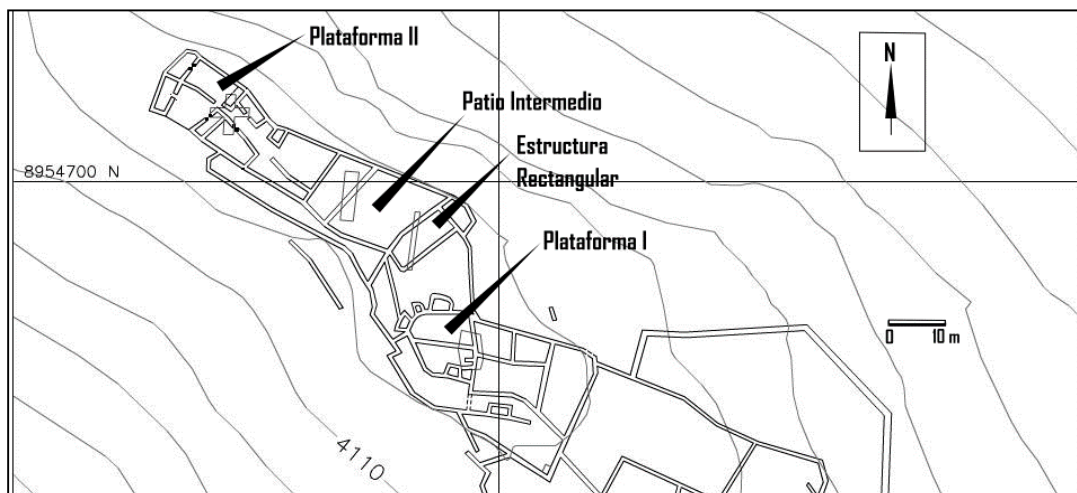 Plataforma II
N
Patio Intermedio
Estructura
Rectangular
8954700 N
Plataforma I
0 10 m
4110